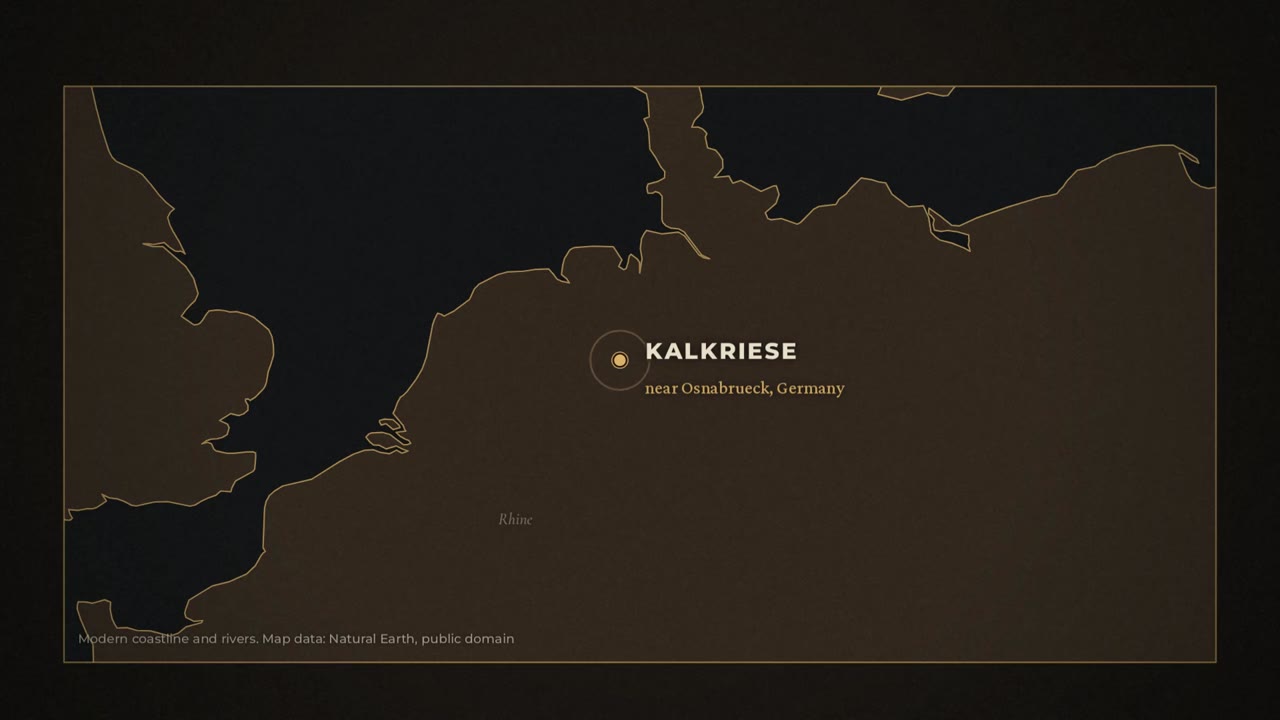 KALKRIESE
near Osnabrueck, Germany
Rhine
Modern coastline and rivers. Map data: Natural Earth, public domain